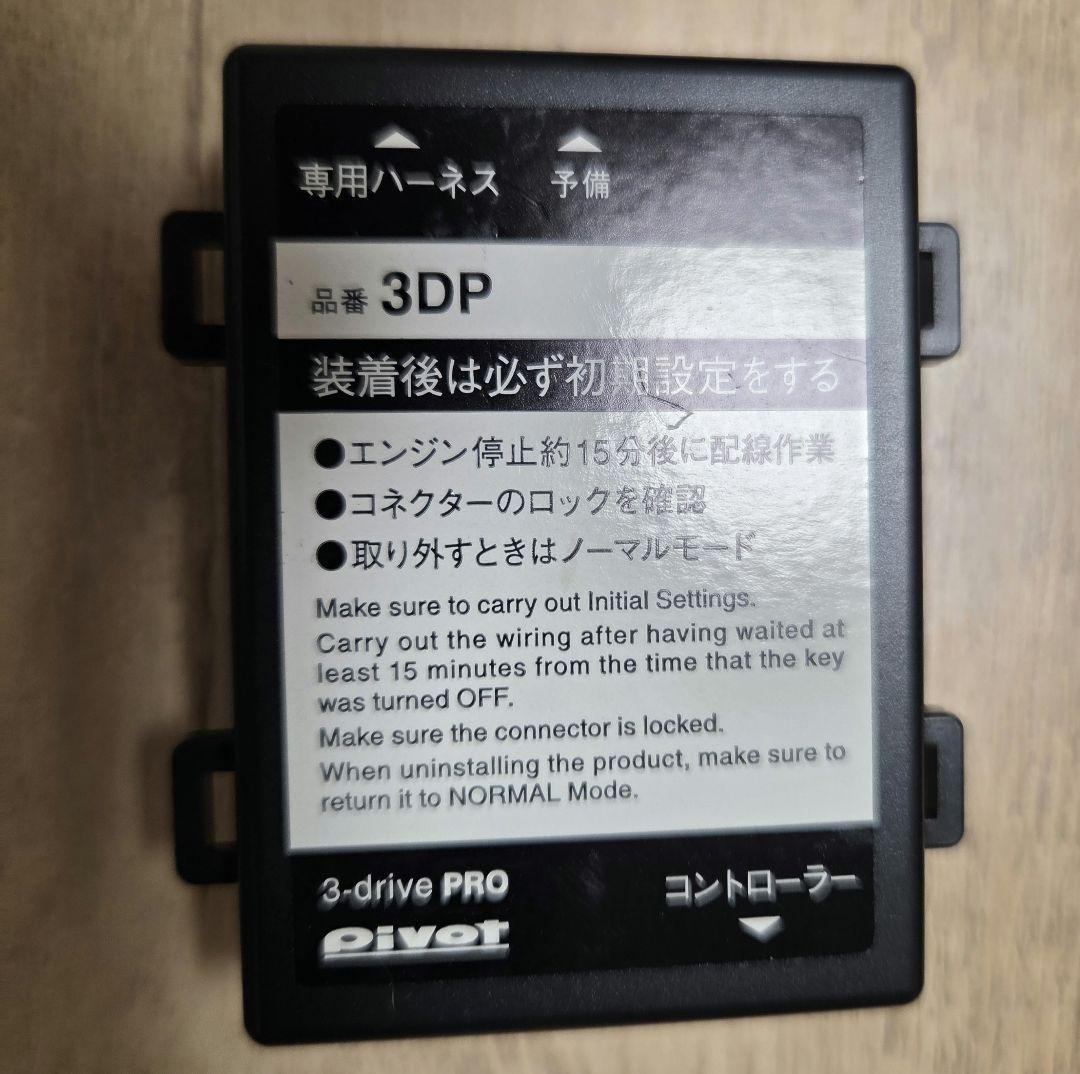 専用ハーネス 予備
品番 3DP
装着後は必ず初期設定をする
●エンジン停止約15分後に配線作業
●コネクターのロックを確認
●取り外すときはノーマルモード
Make sure to carry out Initial Settings.
Carry out the wiring after having waited at
least 15 minutes from the time that the key
was turned OFF.
Make sure the connector is locked.
When uninstalling the product, make sure to
return it to NORMAL Mode.
3-drive PRO コントローラー
pivot